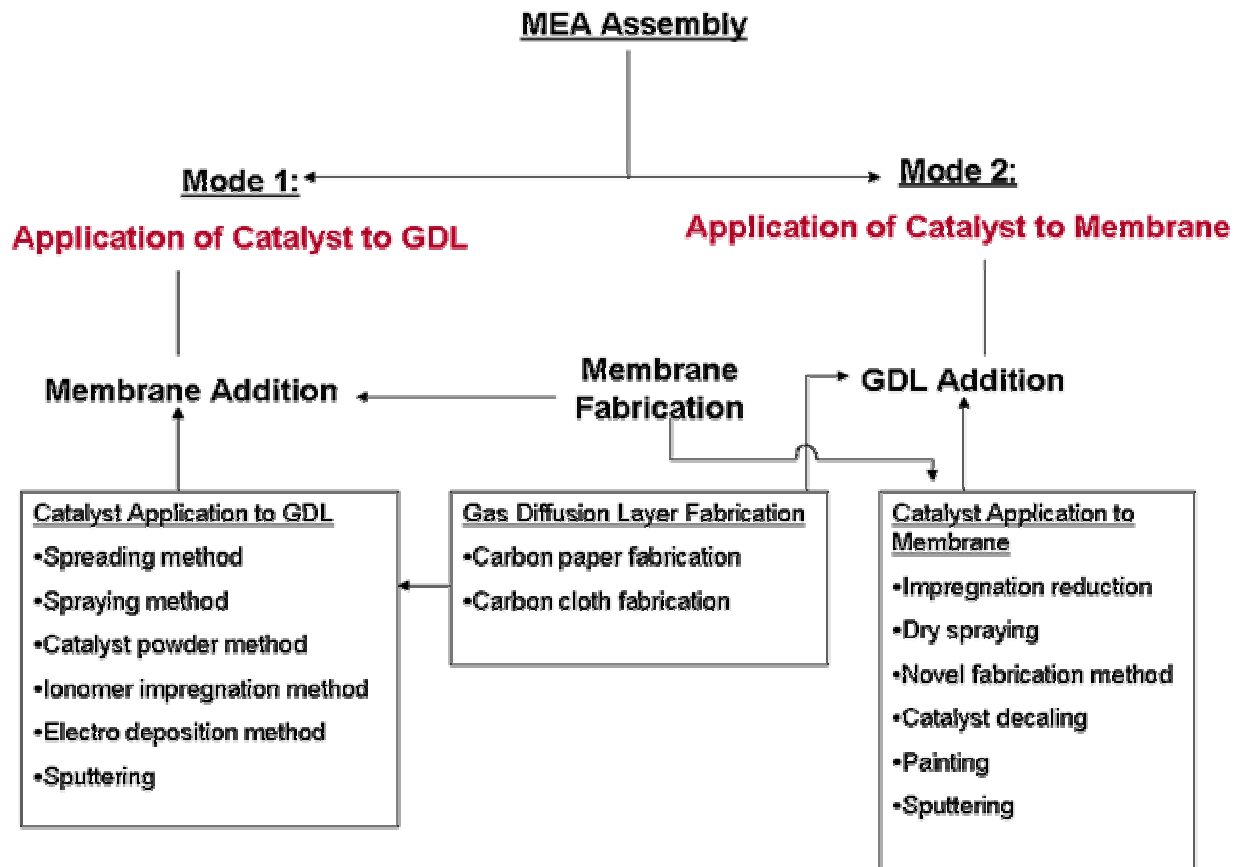 MEA Assembly
Mode 1:
Mode 2:
Application of Catalyst to GDL
Application of Catalyst to Membrane
Membrane Addition
Membrane
Fabrication
GDL Addition
Catalyst Application to GDL
•Spreading method
•Spraying method
•Catalyst powder method
•Ionomer impregnation method
•Electro deposition method
•Sputtering
Gas Diffusion Layer Fabrication
•Carbon paper fabrication
•Carbon cloth fabrication
Catalyst Application to
Membrane
•Impregnation reduction
•Dry spraying
•Novel fabrication method
•Catalyst decaling
•Painting
•Sputtering